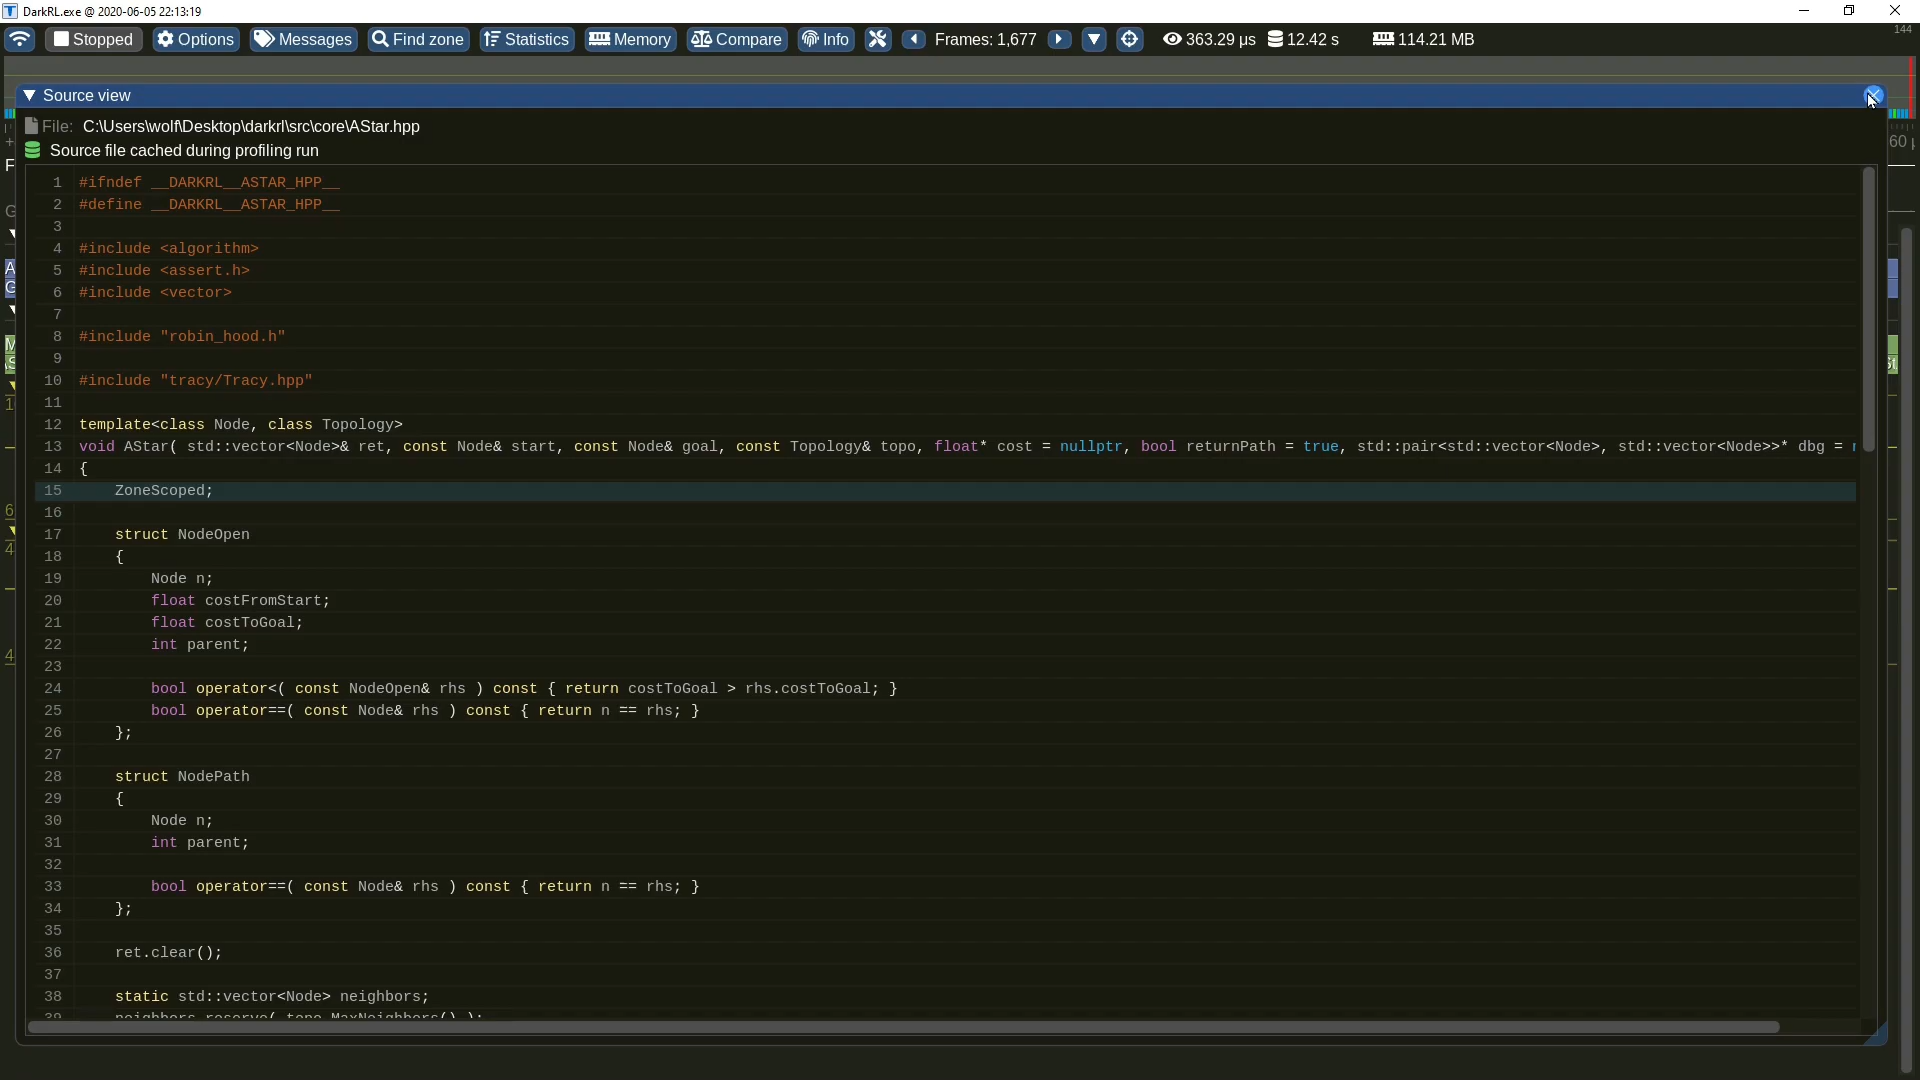 DarkRL.exe @ 2020-06-05 22:13:19
Stopped Options Messages Find zone Statistics Memory Compare Info Frames: 1,677 363.29 μs 12.42 s 114.21 MB 144
Source view
File: C:\Users\wolf\Desktop\darkrl\src\core\AStar.hpp
Source file cached during profiling run
1 #ifndef __DARKRL__ASTAR_HPP__
2 #define __DARKRL__ASTAR_HPP__
3
4 #include <algorithm>
5 #include <assert.h>
6 #include <vector>
7
8 #include "robin_hood.h"
9
10 #include "tracy/Tracy.hpp"
11
12 template<class Node, class Topology>
13 void AStar( std::vector<Node>& ret, const Node& start, const Node& goal, const Topology& topo, float* cost = nullptr, bool returnPath = true, std::pair<std::vector<Node>, std::vector<Node>>* dbg =
14 {
15 ZoneScoped;
16
17 struct NodeOpen
18 {
19 Node n;
20 float costFromStart;
21 float costToGoal;
22 int parent;
23
24 bool operator<( const NodeOpen& rhs ) const { return costToGoal > rhs.costToGoal; }
25 bool operator==( const Node& rhs ) const { return n == rhs; }
26 };
27
28 struct NodePath
29 {
30 Node n;
31 int parent;
32
33 bool operator==( const Node& rhs ) const { return n == rhs; }
34 };
35
36 ret.clear();
37
38 static std::vector<Node> neighbors;
39 neighbors.reserve( topo.MaxNeighbors() );